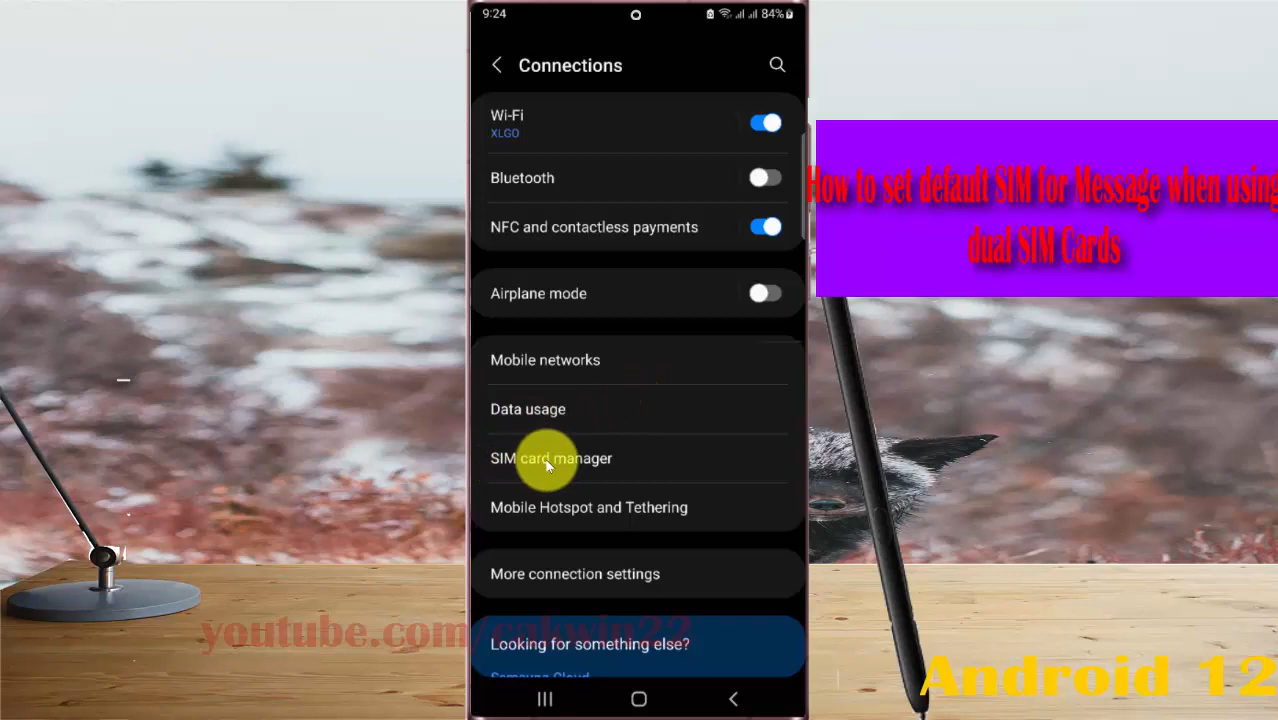 9:24
84%
Connections
Wi-Fi
XLGO
Bluetooth
NFC and contactless payments
Airplane mode
Mobile networks
Data usage
SIM card manager
Mobile Hotspot and Tethering
More connection settings
Looking for something else?
Samsung Cloud
How to set default SIM for Message when using
dual SIM Cards
youtube.com/calwin22
Android 12